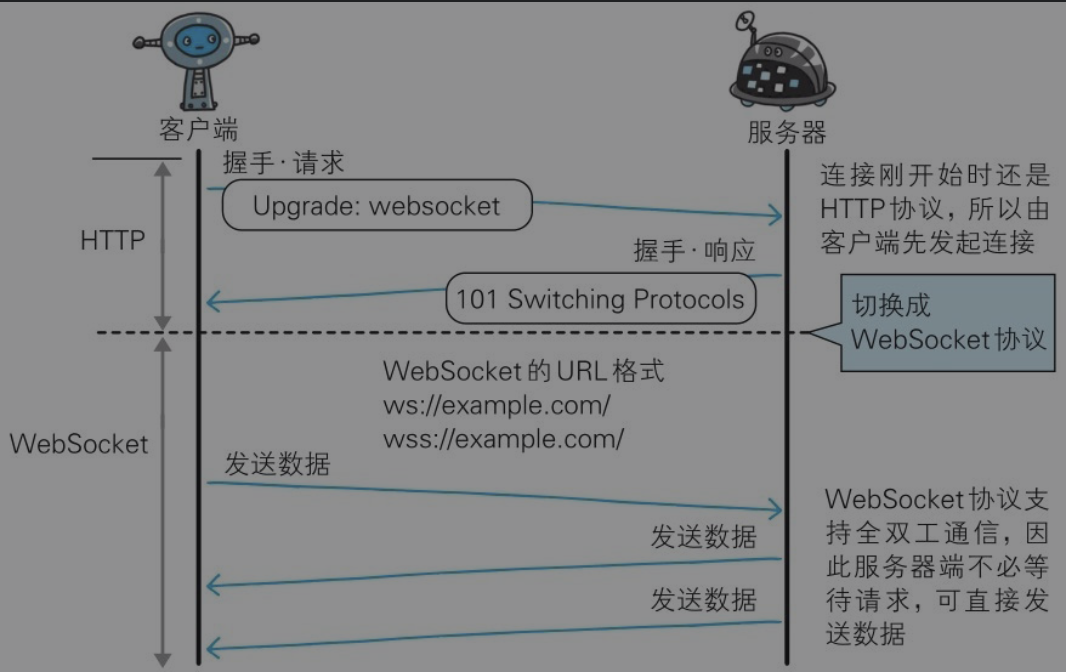 客户端
服务器
握手·请求
Upgrade: websocket
连接刚开始时还是
HTTP协议，所以由
客户端先发起连接
HTTP
握手·响应
101 Switching Protocols
切换成
WebSocket协议
WebSocket的URL格式
ws://example.com/
wss://example.com/
WebSocket
发送数据
WebSocket协议支
持全双工通信，因
此服务器端不必等
待请求，可直接发
送数据
发送数据
发送数据